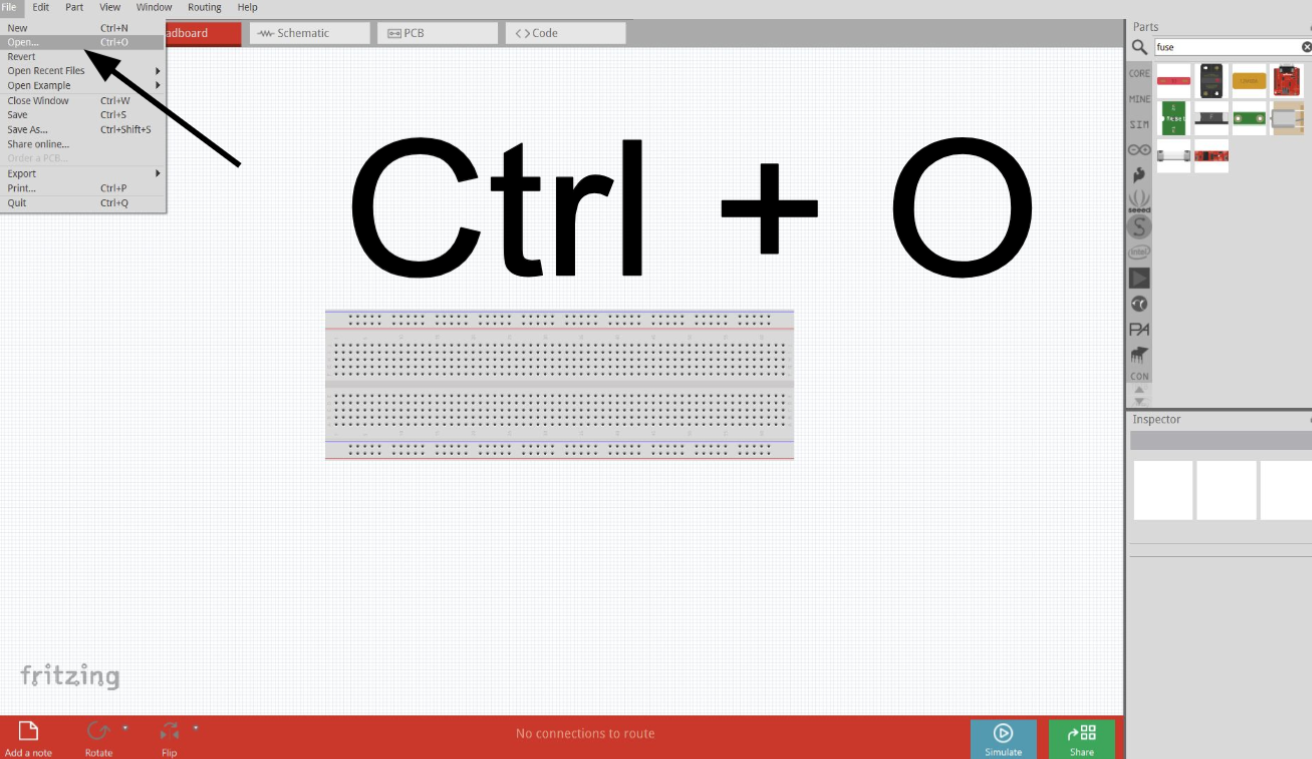 File Edit Part View Window Routing Help
New Ctrl+N
Open... Ctrl+O
Revert
Open Recent Files
Open Example
Close Window Ctrl+W
Save Ctrl+S
Save As... Ctrl+Shift+S
Share online...
Order a PCB...
Export
Print... Ctrl+P
Quit Ctrl+Q
adboard
Schematic
PCB
<> Code
Ctrl + O
Parts
fuse
CORE
MINE
SIM
seeed
S
intel
PA
CON
Inspector
fritzing
Add a note
Rotate
Flip
No connections to route
Simulate
Share